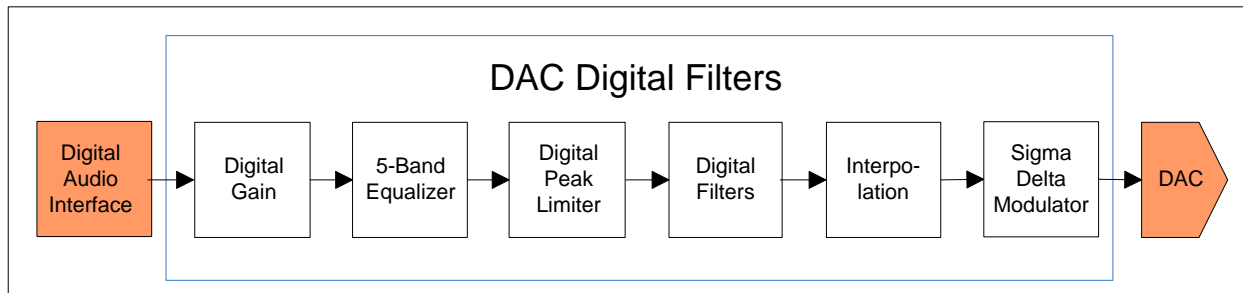 DAC Digital Filters
Digital
Audio
Interface
Digital
Gain
5-Band
Equalizer
Digital
Peak
Limiter
Digital
Filters
Interpo-
lation
Sigma
Delta
Modulator
DAC